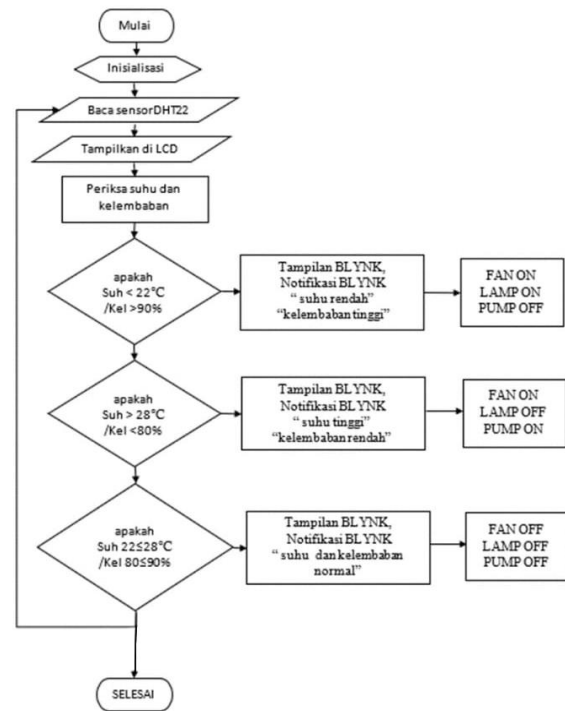 Mulai
Inisialisasi
Baca sensorDHT22
Tampilkan di LCD
Periksa suhu dan
kelembaban
apakah
Suh < 22°C
/Kel >90%
Tampilan BLYNK,
Notifikasi BLYNK
“ suhu rendah”
“kelembaban tinggi”
FAN ON
LAMP ON
PUMP OFF
apakah
Suh > 28°C
/Kel <80%
Tampilan BLYNK,
Notifikasi BLYNK
“ suhu tinggi”
“kelembaban rendah”
FAN ON
LAMP OFF
PUMP ON
apakah
Suh 22≤28°C
/Kel 80≤90%
Tampilan BLYNK,
Notifikasi BLYNK
“ suhu dan kelembaban
normal”
FAN OFF
LAMP OFF
PUMP OFF
SELESAI